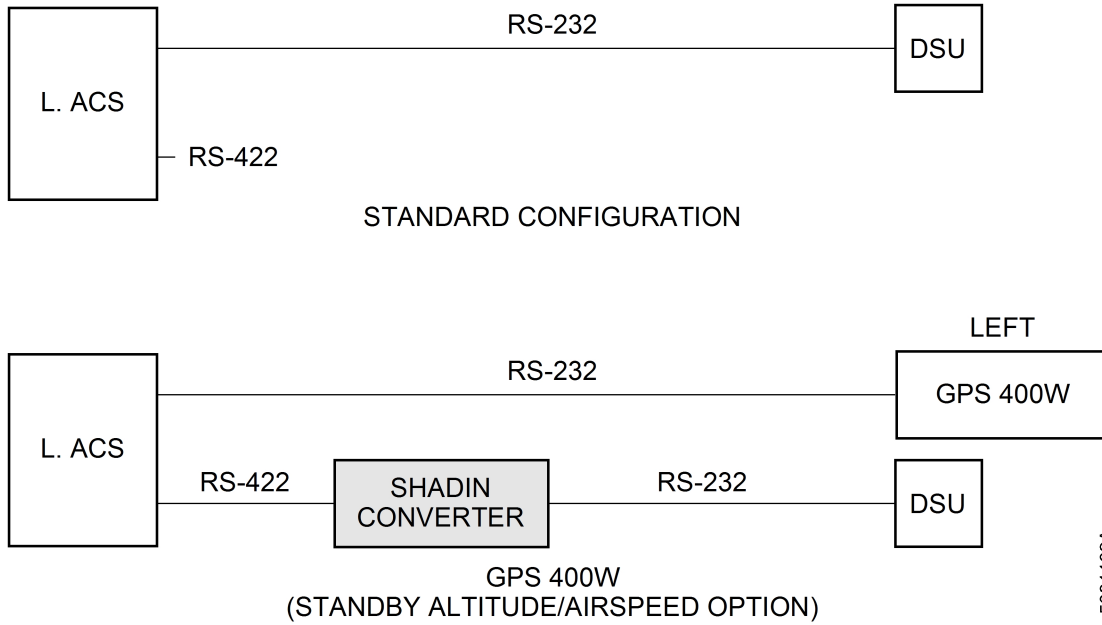 RS-232
DSU
L. ACS
RS-422
STANDARD CONFIGURATION
LEFT
RS-232
GPS 400W
L. ACS
RS-422
SHADIN
CONVERTER
RS-232
DSU
GPS 400W
(STANDBY ALTITUDE/AIRSPEED OPTION)